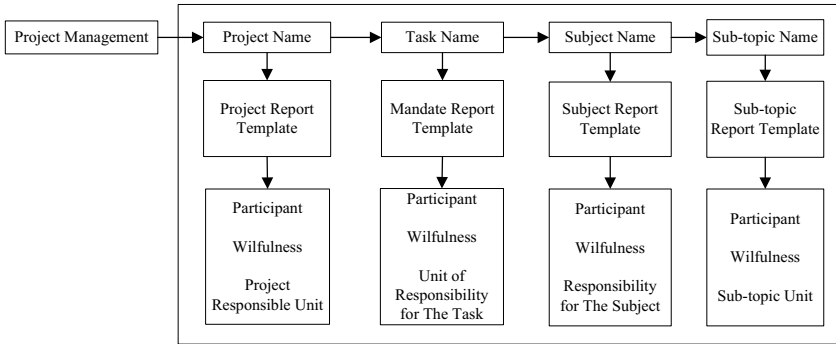 Project Management
Project Name
Task Name
Subject Name
Sub-topic Name
Project Report
Template
Mandate Report
Template
Subject Report
Template
Sub-topic
Report Template
Participant
Wilfulness
Project
Responsible Unit
Participant
Wilfulness
Unit of
Responsibility
for The Task
Participant
Wilfulness
Responsibility
for The Subject
Participant
Wilfulness
Sub-topic Unit